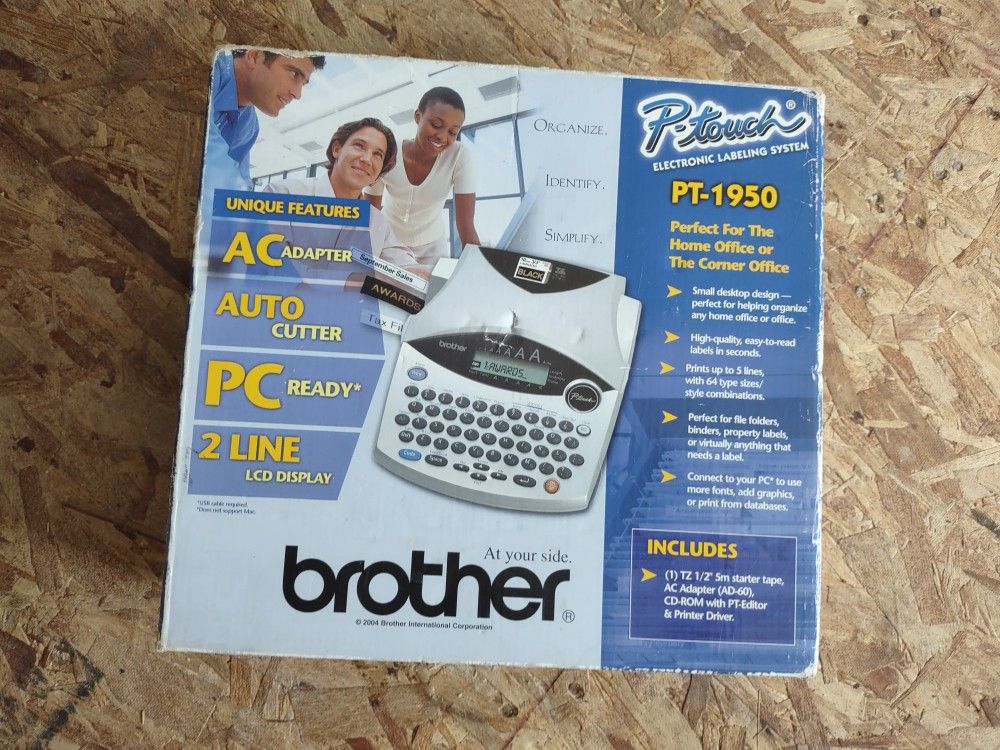 ORGANIZE.
IDENTIFY.
SIMPLIFY.
P-touch®
ELECTRONIC LABELING SYSTEM
PT-1950
Perfect For The
Home Office or
The Corner Office
Small desktop design —
perfect for helping organize
any home office or office.
High-quality, easy-to-read
labels in seconds.
Prints up to 5 lines,
with 64 type sizes/
style combinations.
Perfect for file folders,
binders, property labels,
or virtually anything that
needs a label.
Connect to your PC* to use
more fonts, add graphics,
or print from databases.
INCLUDES
(1) TZ 1/2" 5m starter tape,
AC Adapter (AD-60),
CD-ROM with PT-Editor
& Printer Driver.
UNIQUE FEATURES
AC ADAPTER
AUTO
CUTTER
PC READY*
2 LINE
LCD DISPLAY
*USB cable required.
*Does not support Mac.
September Sales
AWARDS
Tax Fil
BLACK
brother
AAA
1:AWARDS
P-touch
Code
Space
At your side.
brother®
© 2004 Brother International Corporation